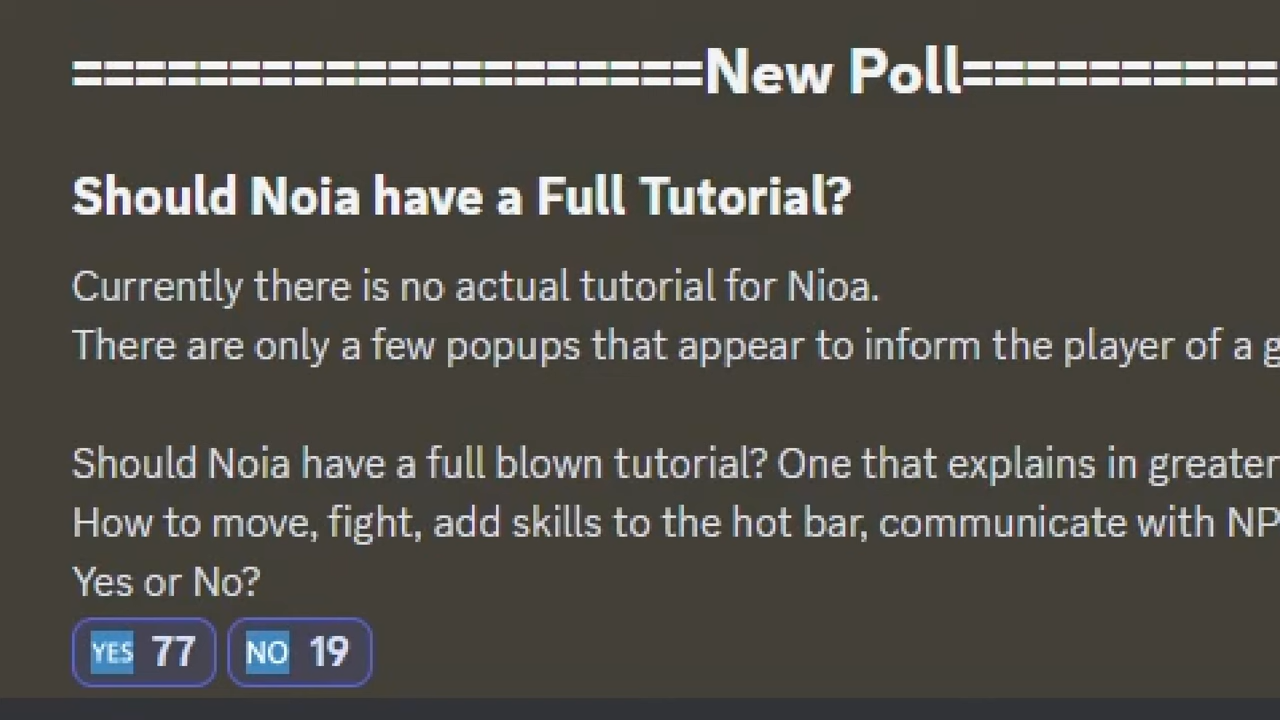 ====================New Poll==========
Should Noia have a Full Tutorial?
Currently there is no actual tutorial for Nioa.
There are only a few popups that appear to inform the player of a g
Should Noia have a full blown tutorial? One that explains in greater
How to move, fight, add skills to the hot bar, communicate with NP
Yes or No?
YES 77 NO 19